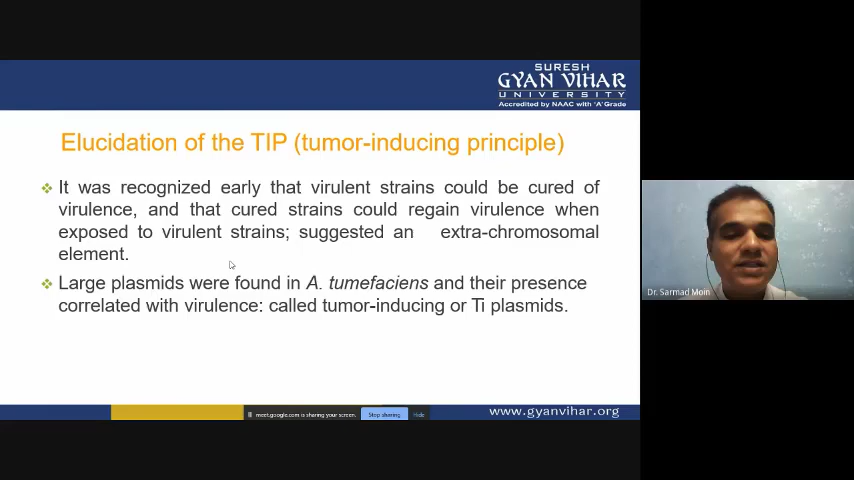 SURESH
GYAN VIHAR
UNIVERSITY
Accredited by NAAC with 'A' Grade
Elucidation of the TIP (tumor-inducing principle)
It was recognized early that virulent strains could be cured of
virulence, and that cured strains could regain virulence when
exposed to virulent strains; suggested an extra-chromosomal
element.
Large plasmids were found in A. tumefaciens and their presence
correlated with virulence: called tumor-inducing or Ti plasmids.
Dr. Sarmad Moin
meet.google.com is sharing your screen.
Stop sharing
Hide
www.gyanvihar.org